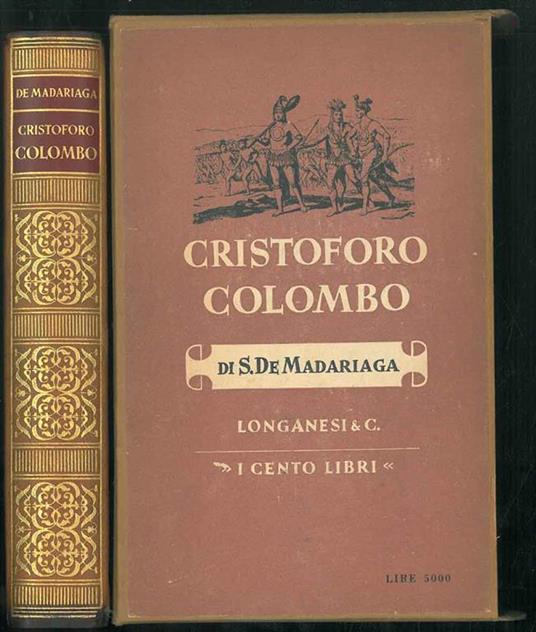 DE MADARIAGA
CRISTOFORO
COLOMBO
CRISTOFORO
COLOMBO
DI S. DE MADARIAGA
LONGANESI & C.
» I CENTO LIBRI «
LIRE 5000